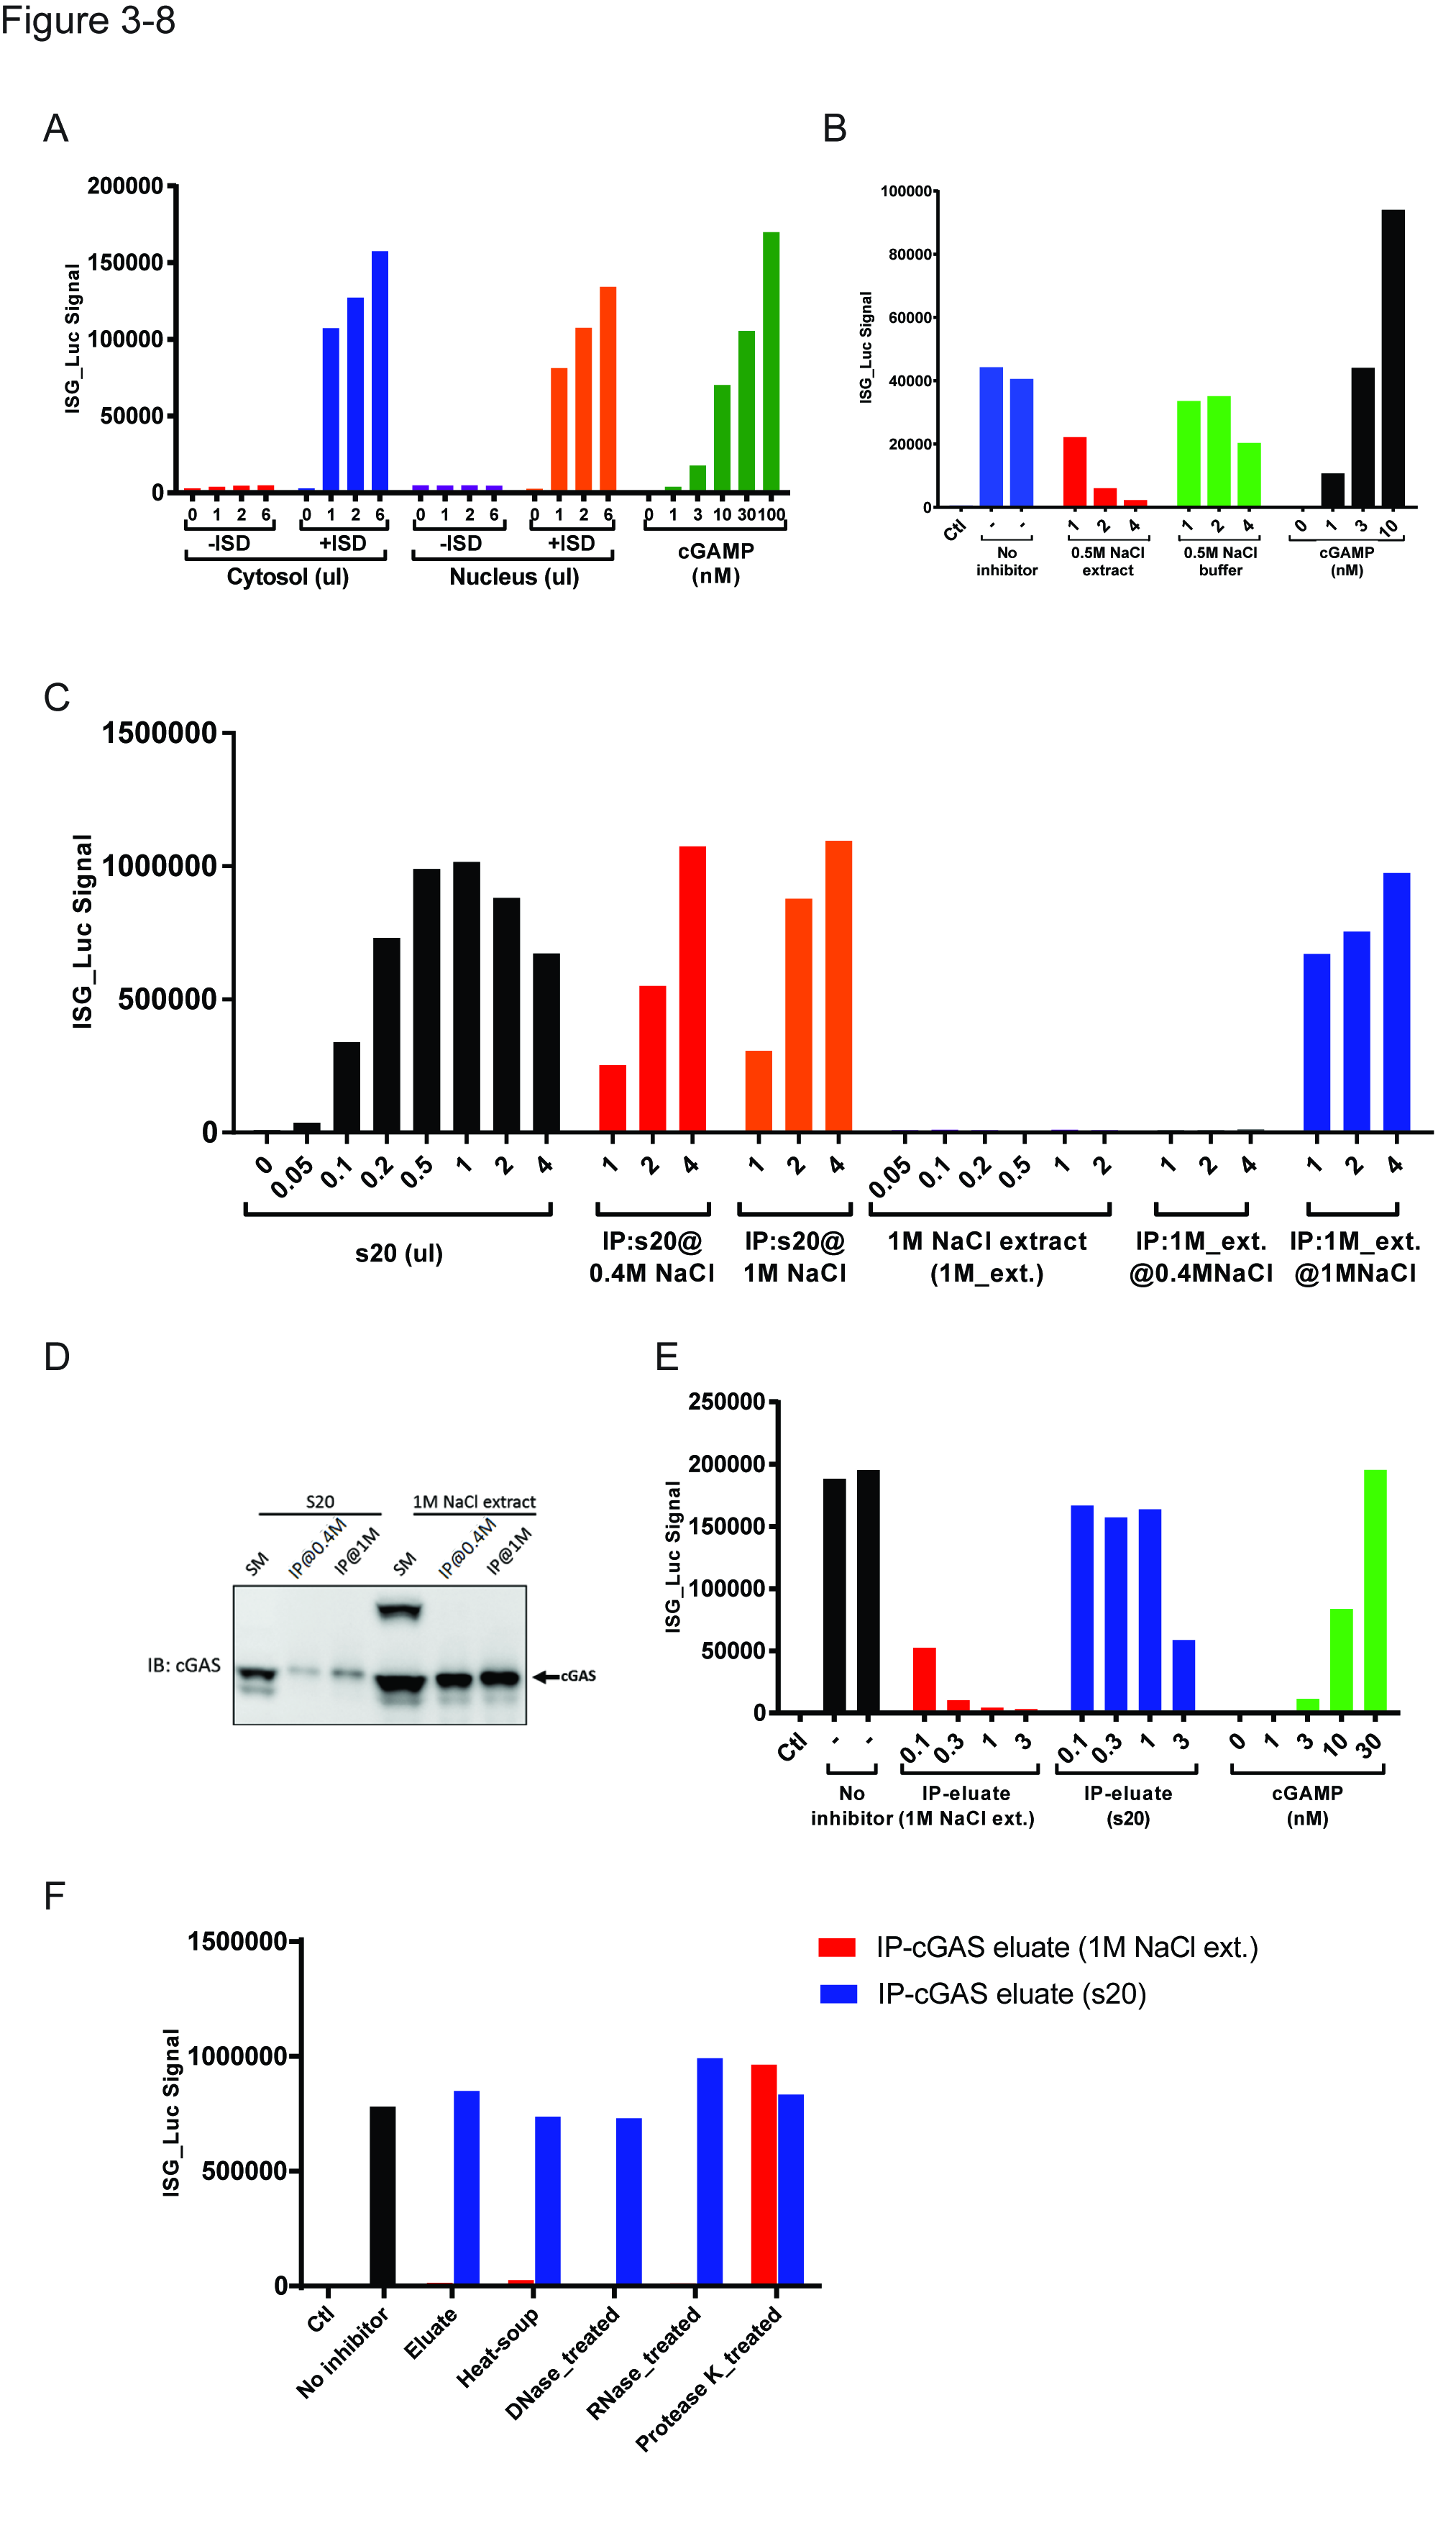 Figure 3-8
A
200000
150000
100000
50000
0
ISG_Luc Signal
0 1 2 6 0 1 2 6 0 1 2 6 0 1 2 6 0 1 3 10 30 100
-ISD +ISD -ISD +ISD
Cytosol (ul) Nucleus (ul) cGAMP
(nM)
B
100000
80000
60000
40000
20000
0
ISG_Luc Signal
Ctl - - 1 2 4 1 2 4 0 1 3 10
No inhibitor
0.5M NaCl extract
0.5M NaCl buffer
cGAMP (nM)
C
1500000
1000000
500000
0
ISG_Luc Signal
0 0.05 0.1 0.2 0.5 1 2 4 1 2 4 1 2 4 0.05 0.1 0.2 0.5 1 2 1 2 4 1 2 4
s20 (ul)
IP:s20@
0.4M NaCl
IP:s20@
1M NaCl
1M NaCl extract
(1M_ext.)
IP:1M_ext.
@0.4MNaCl
IP:1M_ext.
@1MNaCl
D
S20 1M NaCl extract
SM IP@0.4M IP@1M SM IP@0.4M IP@1M
IB: cGAS
cGAS
E
250000
200000
150000
100000
50000
0
ISG_Luc Signal
Ctl - - 0.1 0.3 1 3 0.1 0.3 1 3 0 1 3 10 30
No
inhibitor
IP-eluate
(1M NaCl ext.)
IP-eluate
(s20)
cGAMP
(nM)
F
1500000
1000000
500000
0
ISG_Luc Signal
IP-cGAS eluate (1M NaCl ext.)
IP-cGAS eluate (s20)
Ctl
No inhibitor
Eluate
Heat-soup
DNase_treated
RNase_treated
Protease K_treated